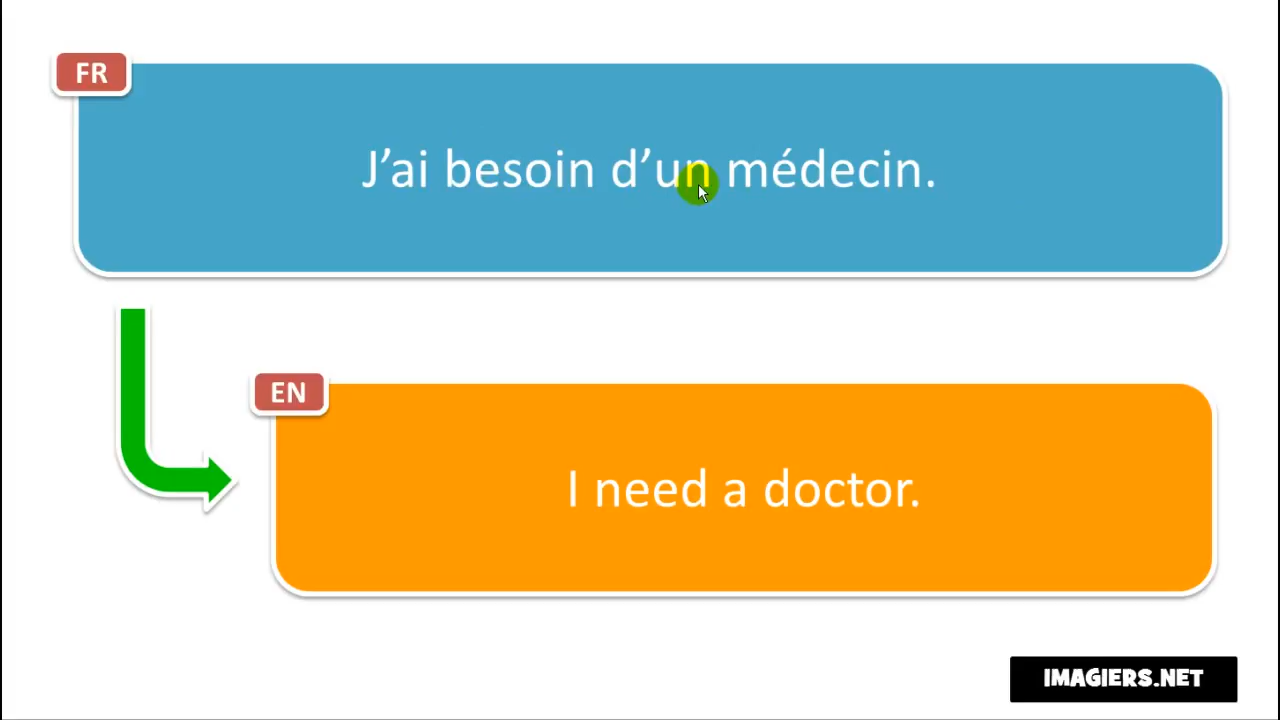 FR
J’ai besoin d’un médecin.
EN
I need a doctor.
IMAGIERS.NET